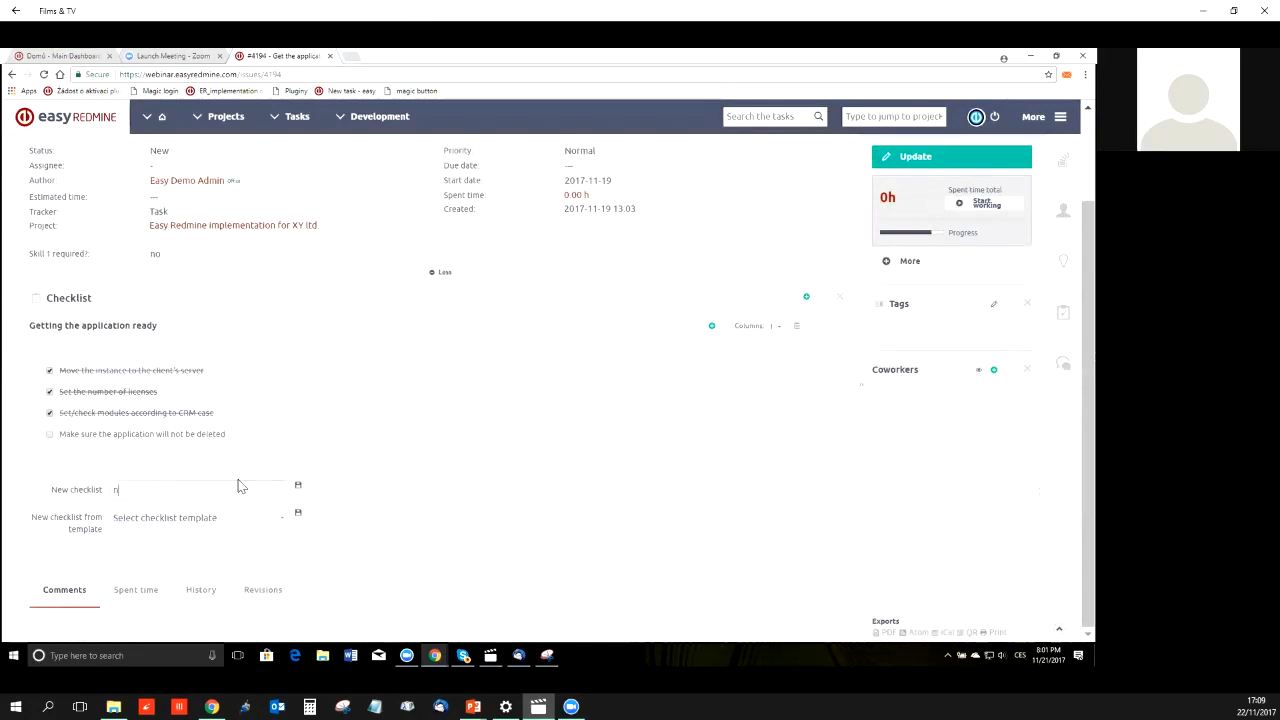 Films & TV
Domů - Main Dashboar
Launch Meeting - Zoom
#4194 - Get the applicat
Secure
https://webinar.easyredmine.com/issues/4194
Apps
Žádost o aktivaci pl
Magic login
ER_implementation
Pluginy
New task - easy
magic button
easy REDMINE
Projects
Tasks
Development
Search the tasks
Type to jump to project
More
Status:
New
Priority
Normal
Assignee:
-
Due date:
---
Author:
Easy Demo Admin
Start date
2017-11-19
Estimated time:
---
Spent time:
0.00 h
Tracker:
Task
Created:
2017-11-19 13.03
Project:
Easy Redmine implementation for XY ltd.
Skill 1 required?:
no
Less
Update
0h
Spent time total
Start
working
Progress
More
Tags
Coworkers
Checklist
Getting the application ready
Columns:
Move the instance to the client's server
Set the number of licenses
Set/check modules according to CRM case
Make sure the application will not be deleted
New checklist
n
New checklist from
template
Select checklist template
Comments
Spent time
History
Revisions
Exports
PDF
Atom
iCal
QR
Print
Type here to search
CES
8:01 PM
11/21/2017
17:09
22/11/2017